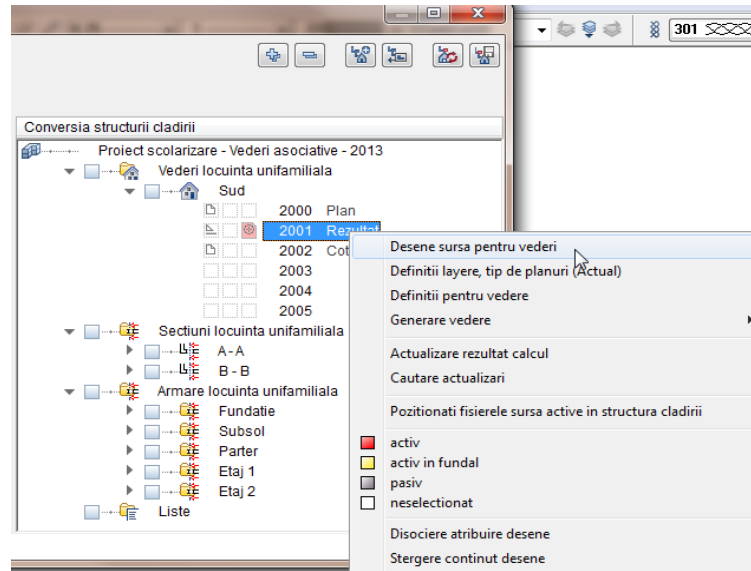 301
Conversia structurii cladirii
Proiect scolarizare - Vederi asociative - 2013
Vederi locuinta unifamiliala
Sud
2000 Plan
2001 Rezultat
2002 Cot
2003
2004
2005
Sectiuni locuinta unifamiliala
A - A
B - B
Armare locuinta unifamiliala
Fundatie
Subsol
Parter
Etaj 1
Etaj 2
Liste
Desene sursa pentru vederi
Definitii layere, tip de planuri (Actual)
Definitii pentru vedere
Generare vedere
Actualizare rezultat calcul
Cautare actualizari
Pozitionati fisierele sursa active in structura cladirii
activ
activ in fundal
pasiv
neselectionat
Disociere atribuire desene
Stergere continut desene